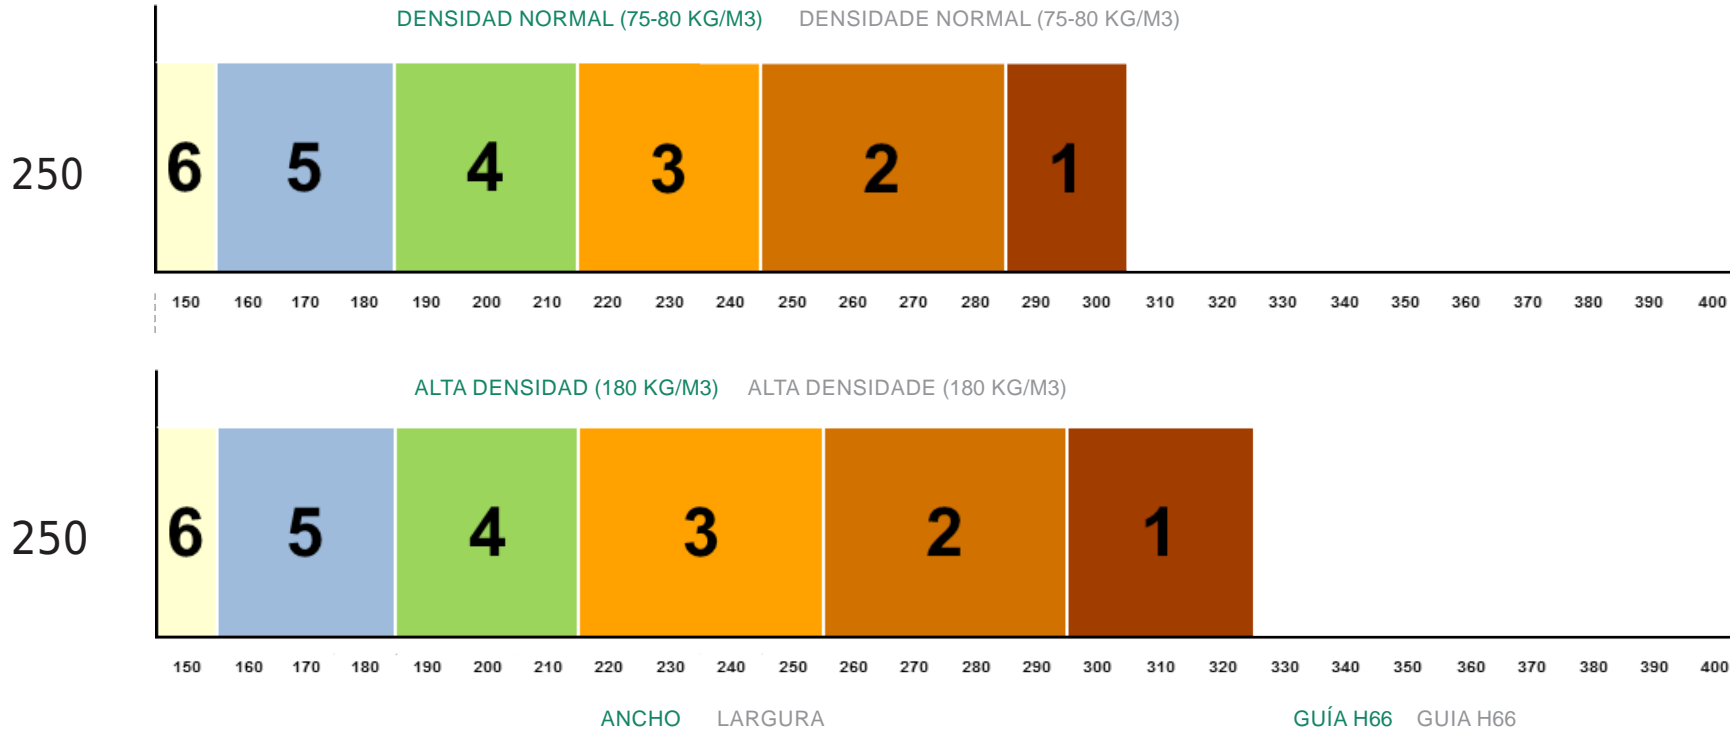 DENSIDAD NORMAL (75-80 KG/M3) DENSIDADE NORMAL (75-80 KG/M3)
250 6 5 4 3 2 1
150 160 170 180 190 200 210 220 230 240 250 260 270 280 290 300 310 320 330 340 350 360 370 380 390 400
ALTA DENSIDAD (180 KG/M3) ALTA DENSIDADE (180 KG/M3)
250 6 5 4 3 2 1
150 160 170 180 190 200 210 220 230 240 250 260 270 280 290 300 310 320 330 340 350 360 370 380 390 400
ANCHO LARGURA GUÍA H66 GUIA H66